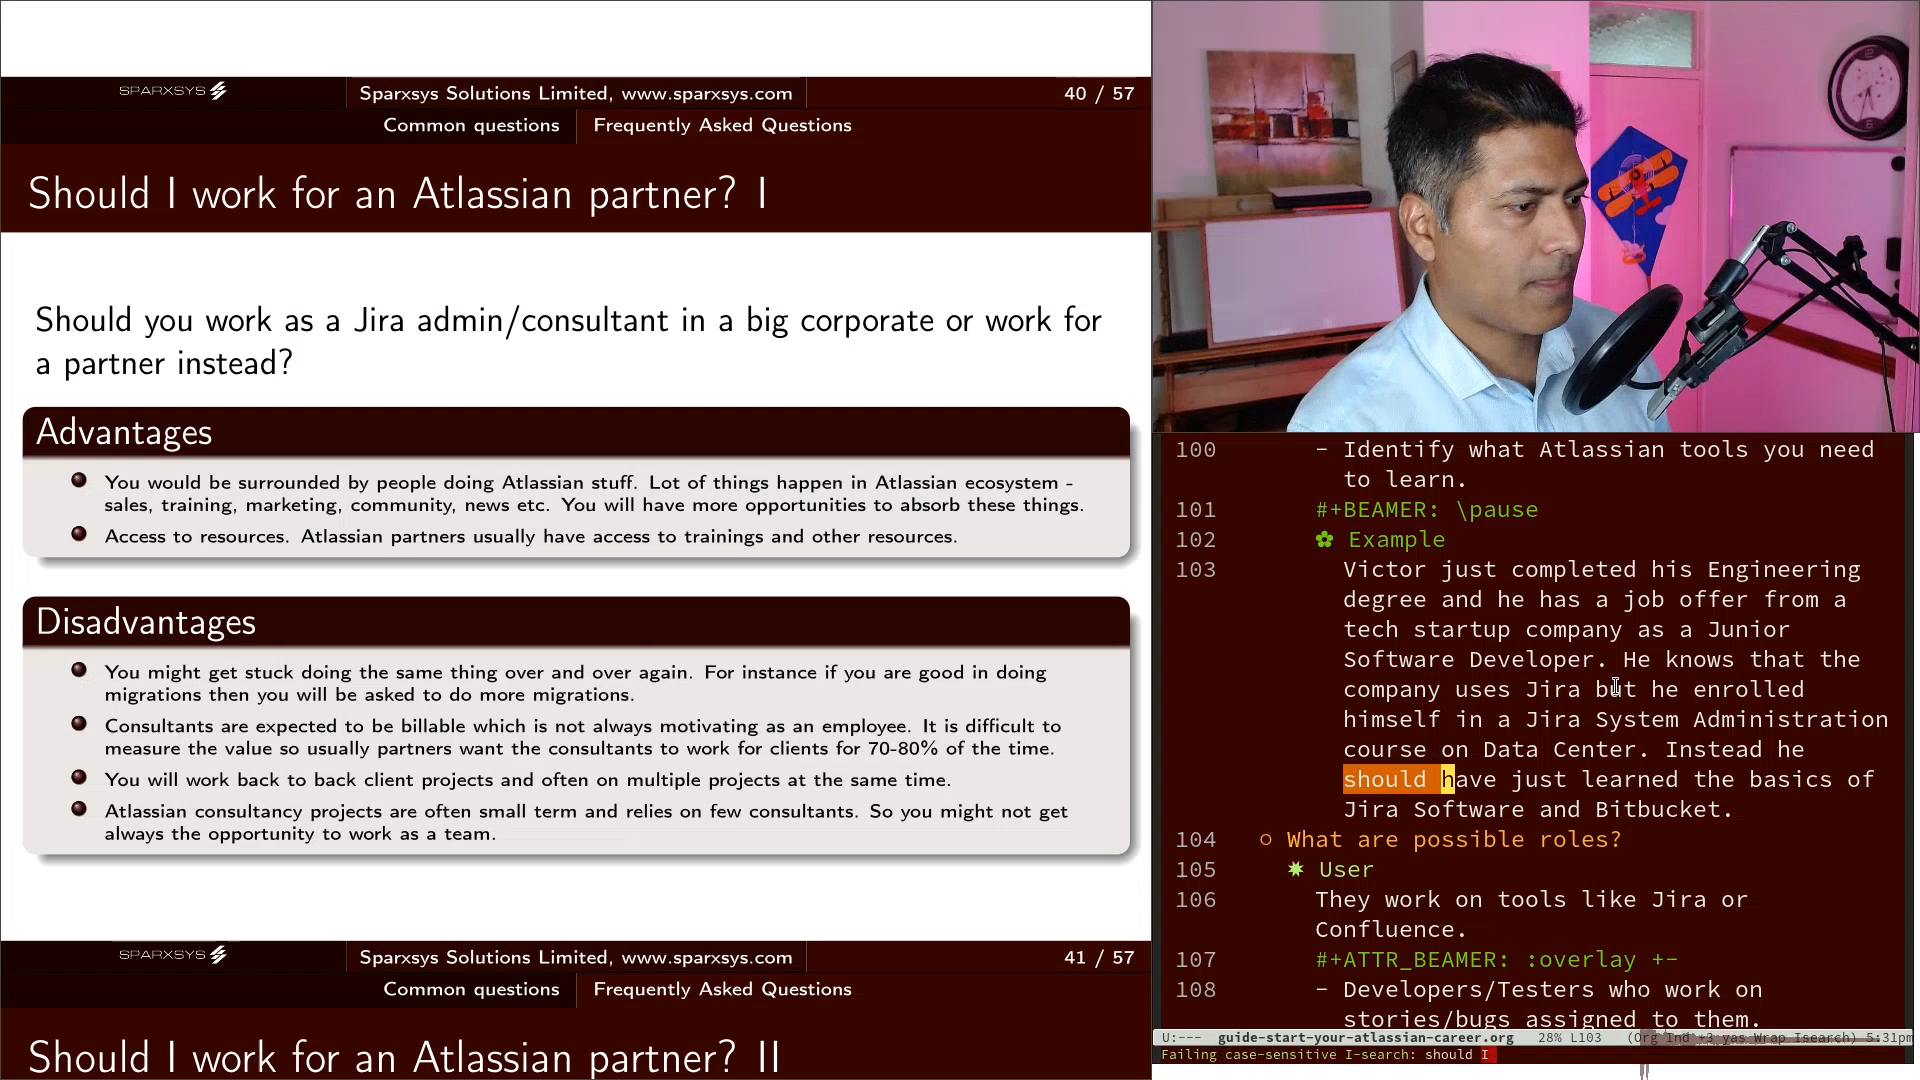 SPARXSYS
Sparxsys Solutions Limited, www.sparxsys.com
40 / 57
Common questions
Frequently Asked Questions
Should I work for an Atlassian partner? I
Should you work as a Jira admin/consultant in a big corporate or work for
a partner instead?
Advantages
You would be surrounded by people doing Atlassian stuff. Lot of things happen in Atlassian ecosystem -
sales, training, marketing, community, news etc. You will have more opportunities to absorb these things.
Access to resources. Atlassian partners usually have access to trainings and other resources.
Disadvantages
You might get stuck doing the same thing over and over again. For instance if you are good in doing
migrations then you will be asked to do more migrations.
Consultants are expected to be billable which is not always motivating as an employee. It is difficult to
measure the value so usually partners want the consultants to work for clients for 70-80% of the time.
You will work back to back client projects and often on multiple projects at the same time.
Atlassian consultancy projects are often small term and relies on few consultants. So you might not get
always the opportunity to work as a team.
SPARXSYS
Sparxsys Solutions Limited, www.sparxsys.com
41 / 57
Common questions
Frequently Asked Questions
Should I work for an Atlassian partner? II
100 - Identify what Atlassian tools you need
to learn.
101 #+BEAMER: \pause
102 Example
103 Victor just completed his Engineering
degree and he has a job offer from a
tech startup company as a Junior
Software Developer. He knows that the
company uses Jira but he enrolled
himself in a Jira System Administration
course on Data Center. Instead he
should have just learned the basics of
Jira Software and Bitbucket.
104 What are possible roles?
105 User
106 They work on tools like Jira or
Confluence.
107 #+ATTR_BEAMER: :overlay +-
108 - Developers/Testers who work on
stories/bugs assigned to them.
U:--- guide-start-your-atlassian-career.org 28% L103 (Org Ind +3 yas Wrap Isearch) 5:31pm
Failing case-sensitive I-search: should I